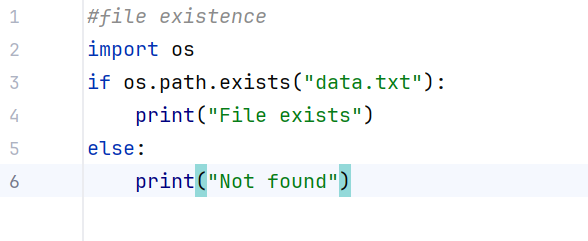 1 #file existence
2 import os
3 if os.path.exists("data.txt"):
4     print("File exists")
5 else:
6     print("Not found")